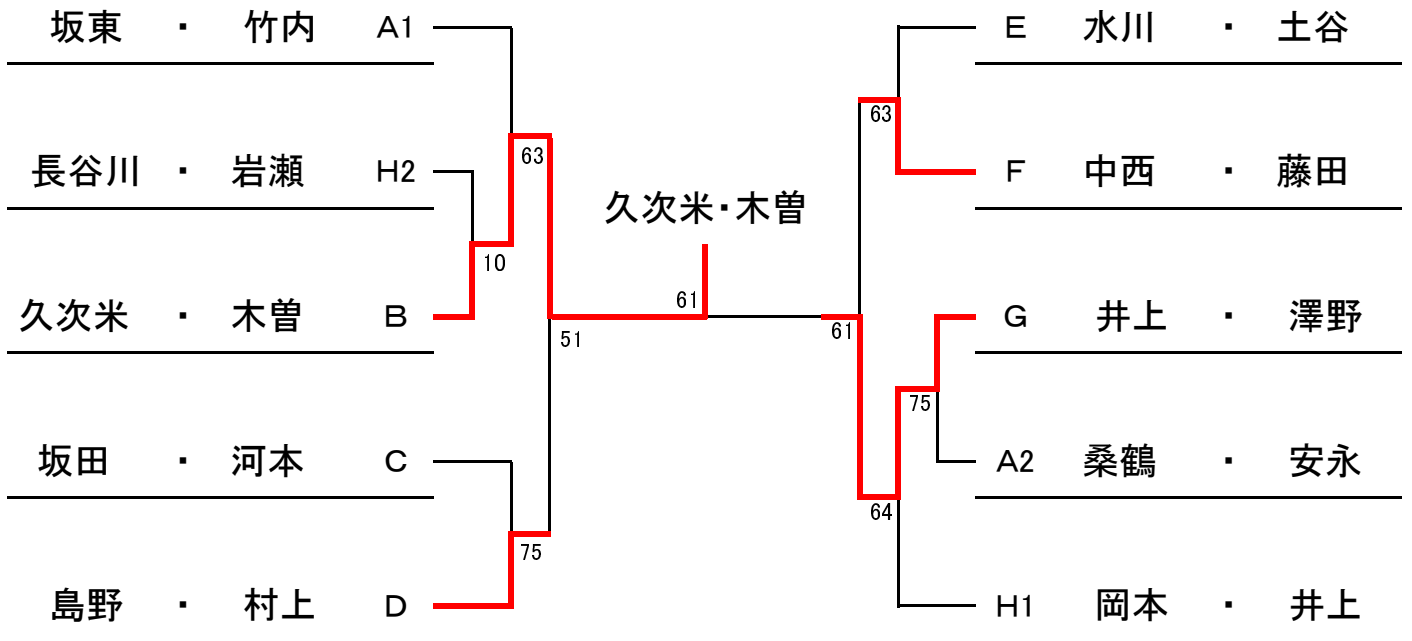 坂東 ・ 竹内 A1
長谷川 ・ 岩瀬 H2
久次米 ・ 木曽 B
坂田 ・ 河本 C
島野 ・ 村上 D
63
10
51
75
久次米・木曽
61
61
63
75
64
E 水川 ・ 土谷
F 中西 ・ 藤田
G 井上 ・ 澤野
A2 桑鶴 ・ 安永
H1 岡本 ・ 井上